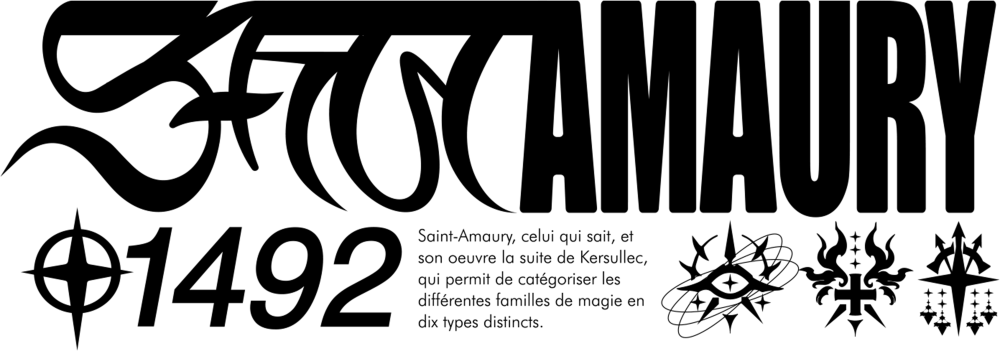 SAINT AMAURY
1492
Saint-Amaury, celui qui sait, et
son oeuvre la suite de Kersullec,
qui permit de catégoriser les
différentes familles de magie en
dix types distincts.